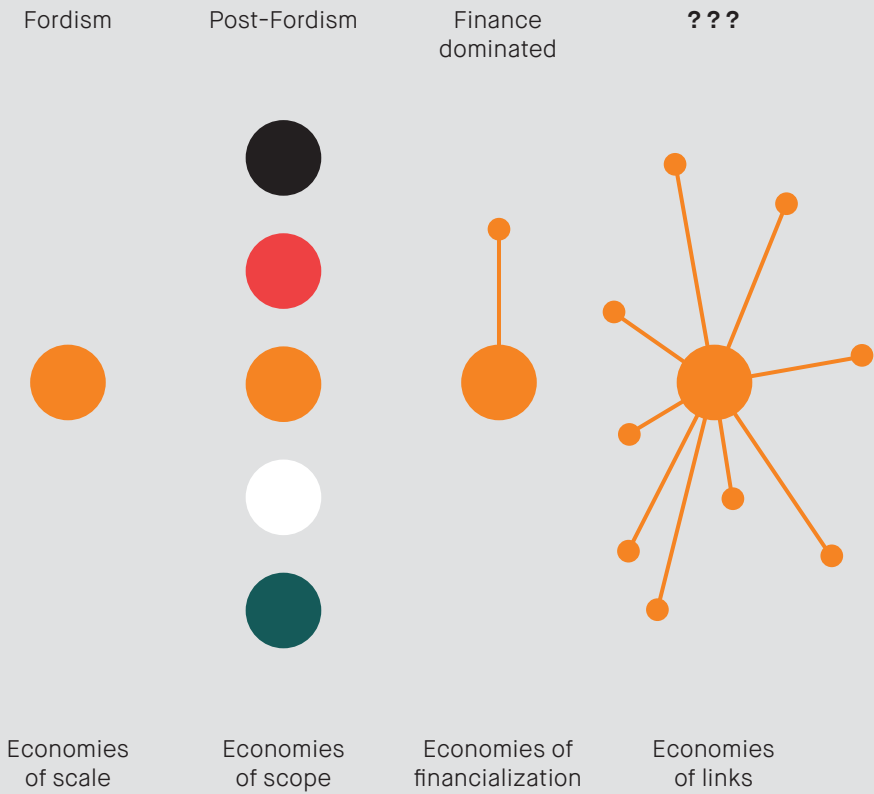 Fordism
Post-Fordism
Finance
dominated
???
Economies
of scale
Economies
of scope
Economies of
financialization
Economies
of links